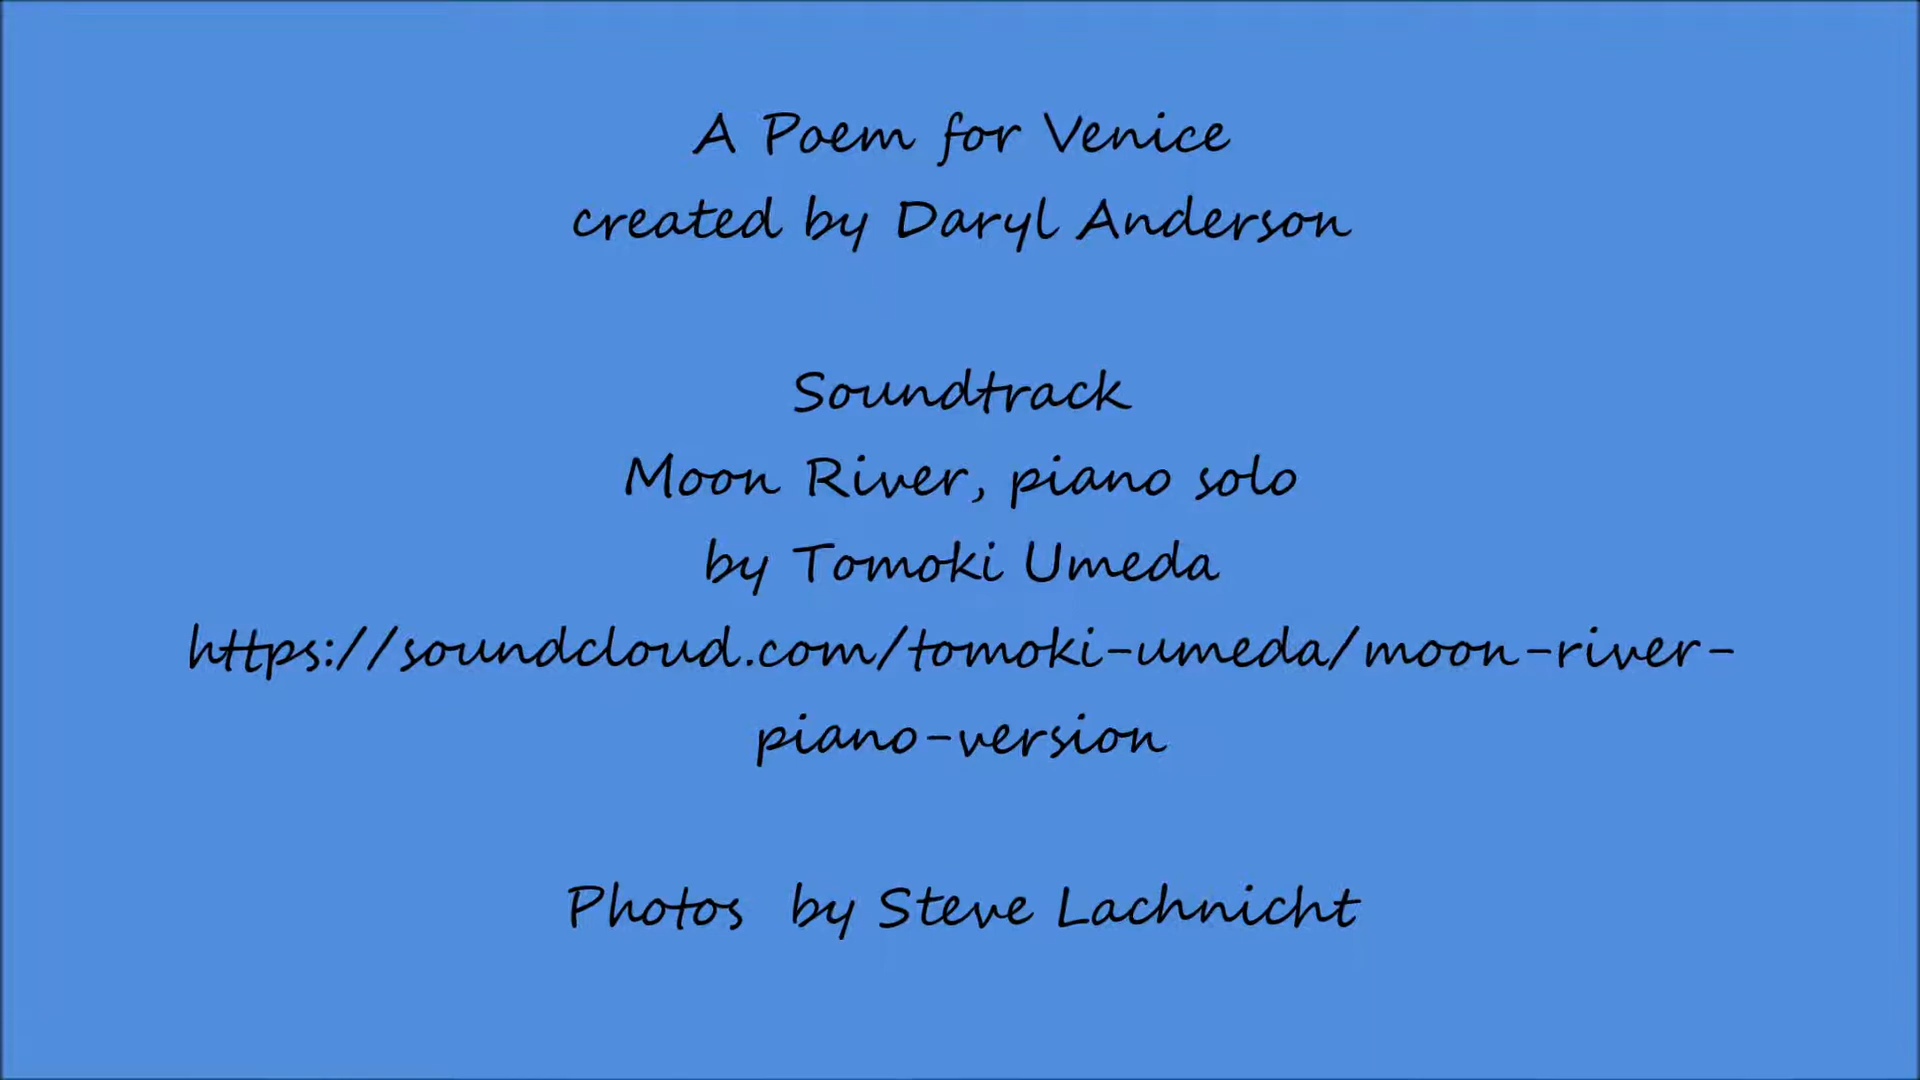 A Poem for Venice
created by Daryl Anderson
Soundtrack
Moon River, piano solo
by Tomoki Umeda
https://soundcloud.com/tomoki-umeda/moon-river-
piano-version
Photos by Steve Lachnicht